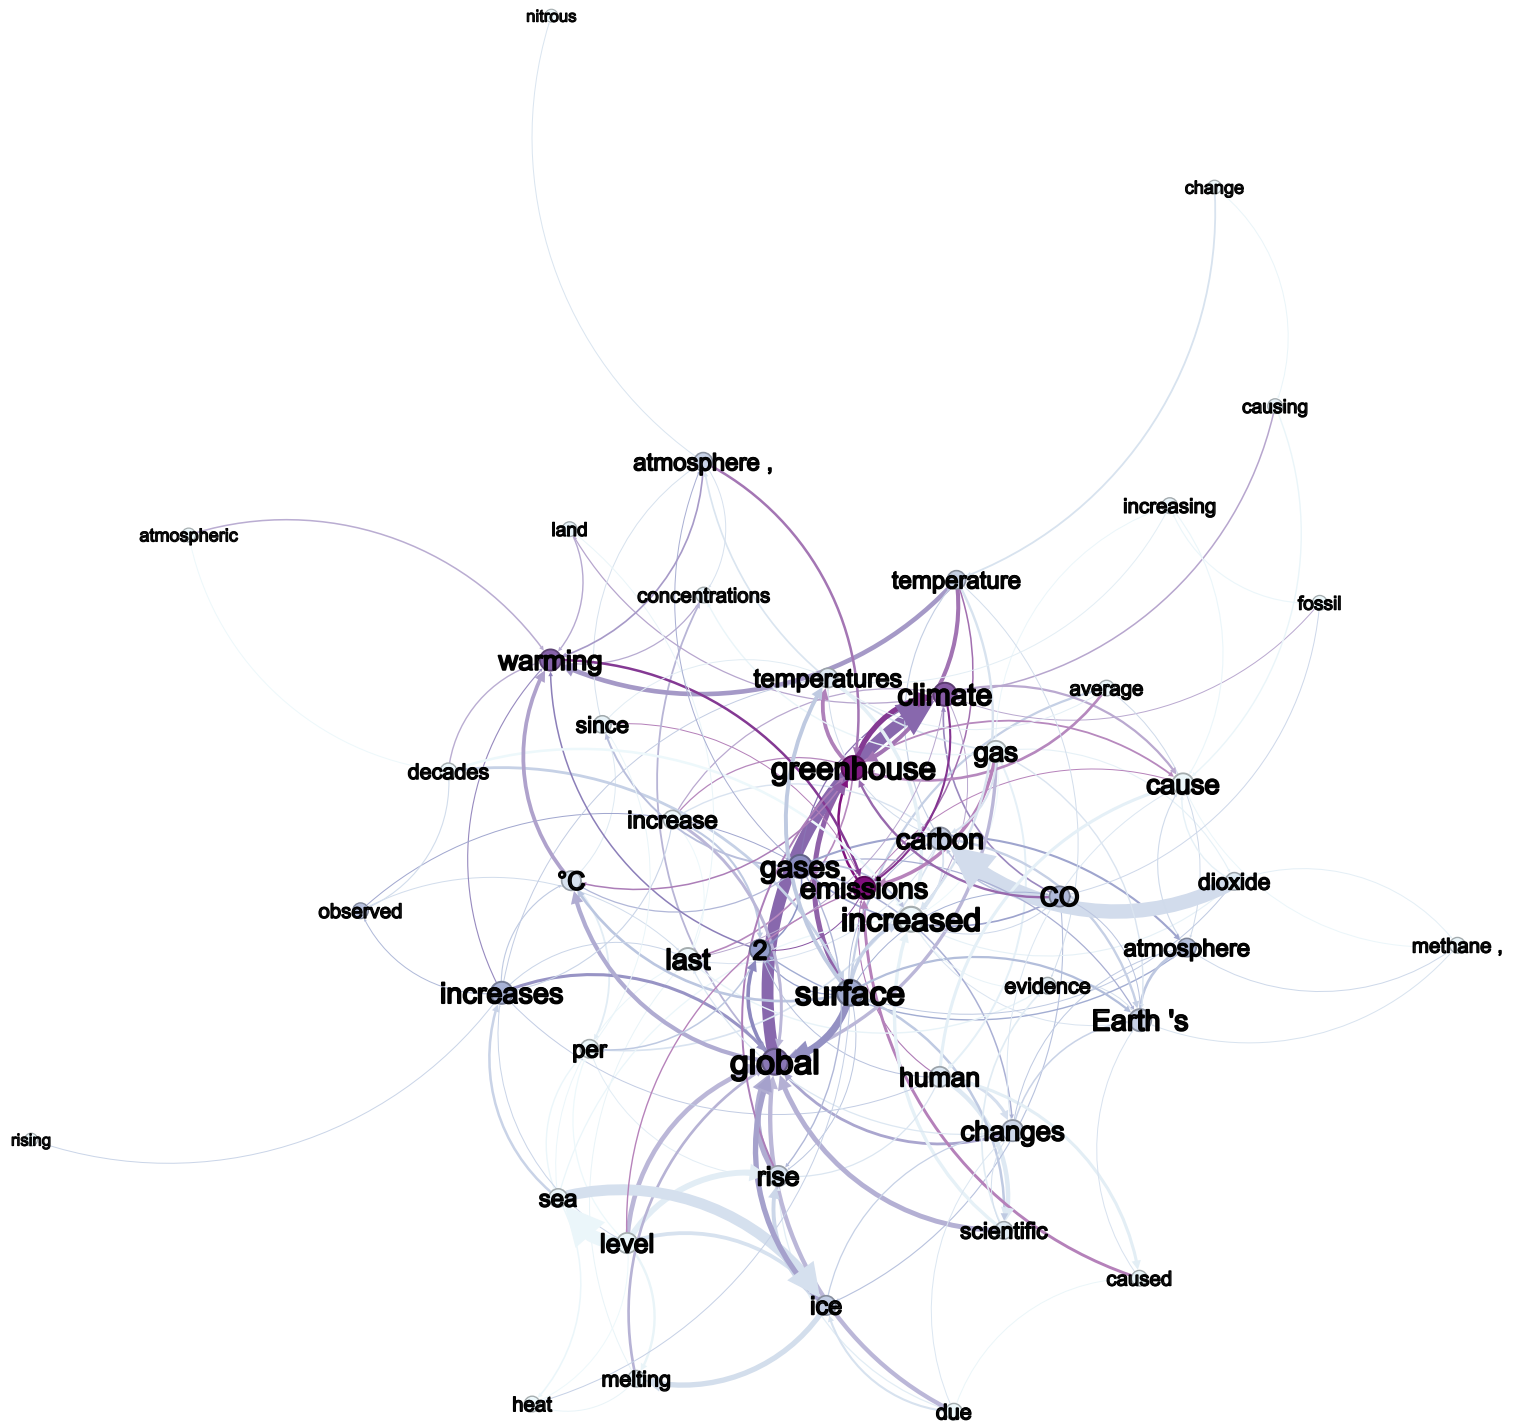 nitrous
change
causing
atmosphere ,
increasing
land
atmospheric
temperature
concentrations
fossil
warming
temperatures
average
climate
since
gas
greenhouse
decades
cause
increase
carbon
gases
°C
dioxide
emissions
CO
observed
increased
methane ,
atmosphere
2
last
evidence
increases
surface
Earth 's
per
global
human
changes
rising
rise
sea
scientific
level
caused
ice
melting
heat
due